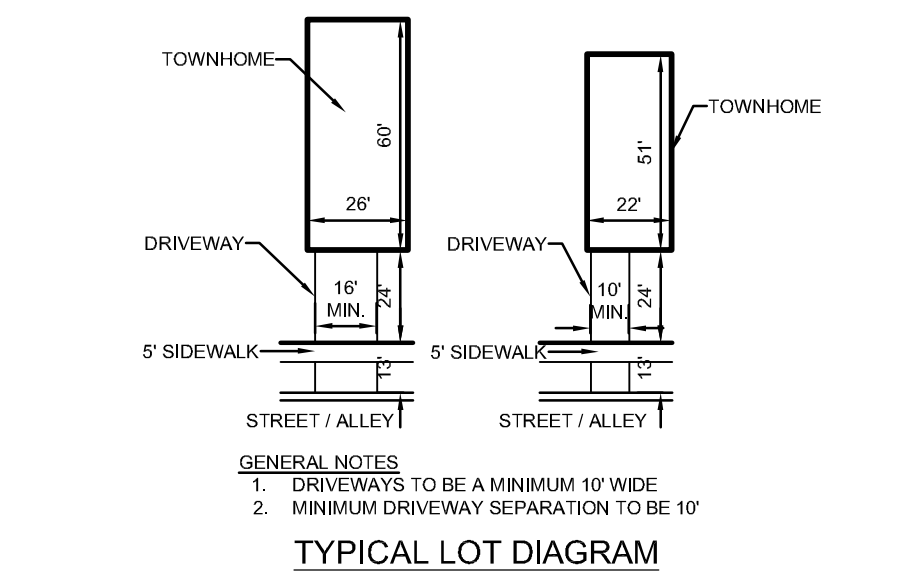 TOWNHOME
60'
26'
DRIVEWAY
16'
MIN.
24'
5' SIDEWALK
13'
STREET / ALLEY
TOWNHOME
51'
22'
DRIVEWAY
10'
MIN.
24'
5' SIDEWALK
13'
STREET / ALLEY
GENERAL NOTES
1. DRIVEWAYS TO BE A MINIMUM 10' WIDE
2. MINIMUM DRIVEWAY SEPARATION TO BE 10'
TYPICAL LOT DIAGRAM